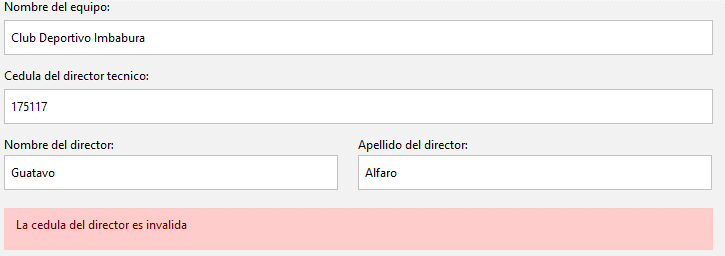 Nombre del equipo:
Club Deportivo Imbabura
Cedula del director tecnico:
175117
Nombre del director:
Apellido del director:
Guatavo
Alfaro
La cedula del director es invalida